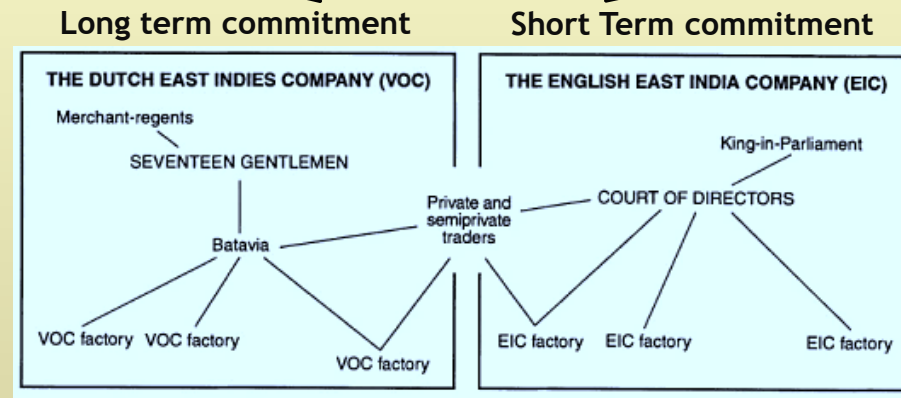 Long term commitment
Short Term commitment
THE DUTCH EAST INDIES COMPANY (VOC)
Merchant-regents
SEVENTEEN GENTLEMEN
Batavia
VOC factory
VOC factory
VOC factory
Private and
semiprivate
traders
THE ENGLISH EAST INDIA COMPANY (EIC)
King-in-Parliament
COURT OF DIRECTORS
EIC factory
EIC factory
EIC factory